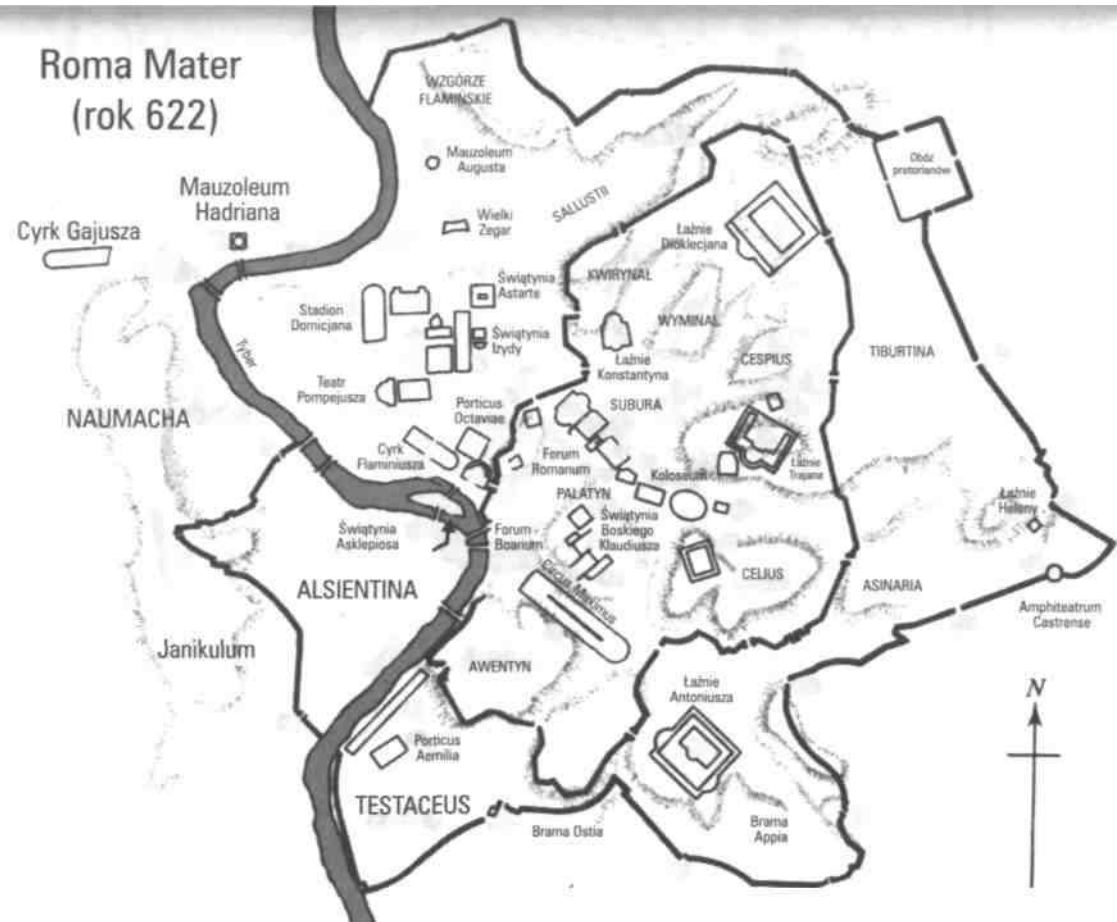 Roma Mater
(rok 622)
WZGÓRZE
FLAMIŃSKIE
Mauzoleum
Augusta
Obóz
pretorianów
Mauzoleum
Hadriana
Cyrk Gajusza
Wielki
Zegar
SALLUSTII
Łaźnie
Dioklecjana
Świątynia
Astarte
KWIRYNAŁ
Stadion
Domicjana
WYMINAŁ
Świątynia
Izydy
Tyber
Łaźnie
Konstantyna
CESPIUS
TIBURTINA
Teatr
Pompejusza
Porticus
Octaviae
SUBURA
NAUMACHA
Cyrk
Flaminiusza
Forum
Romanum
Koloseum
Łaźnie
Trajana
PALATYN
Łaźnie
Heleny
Świątynia
Asklepiosa
Forum
Boarium
Świątynia
Boskiego
Klaudiusza
CELIUS
ALSIENTINA
Circus Maximus
ASINARIA
Amphiteatrum
Castrense
Janikulum
AWENTYN
Łaźnie
Antoniusza
N
Porticus
Aemilia
TESTACEUS
Brama Ostia
Brama
Appia